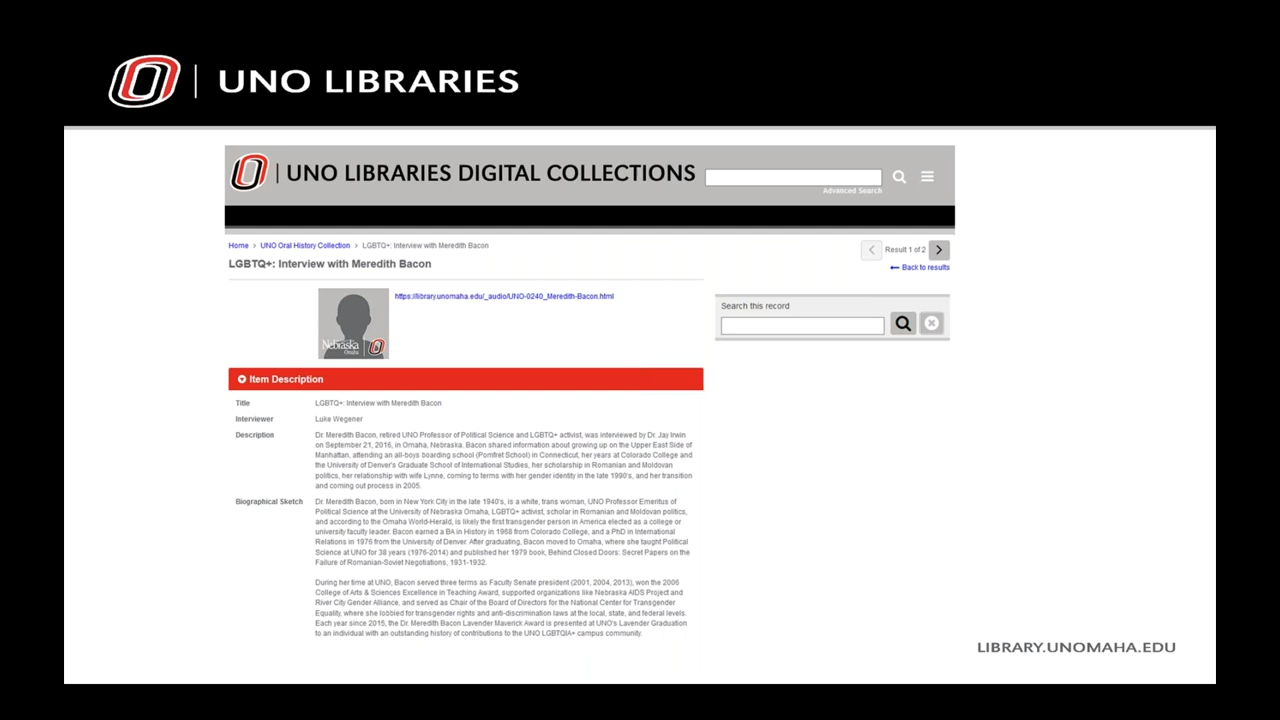 UNO LIBRARIES
UNO LIBRARIES DIGITAL COLLECTIONS
Advanced Search
Home > UNO Oral History Collection > LGBTQ+: Interview with Meredith Bacon
Result 1 of 2
Back to results
LGBTQ+: Interview with Meredith Bacon
https://library.unomaha.edu/_audio/UNO-0240_Meredith-Bacon.html
Nebraska
Omaha
Search this record
Item Description
Title LGBTQ+: Interview with Meredith Bacon
Interviewer Luke Wegener
Description Dr. Meredith Bacon, retired UNO Professor of Political Science and LGBTQ+ activist, was interviewed by Dr. Jay Irwin
on September 21, 2016, in Omaha, Nebraska. Bacon shared information about growing up on the Upper East Side of
Manhattan, attending an all-boys boarding school (Pomfret School) in Connecticut, her years at Colorado College and
the University of Denver's Graduate School of International Studies, her scholarship in Romanian and Moldovan
politics, her relationship with wife Lynne, coming to terms with her gender identity in the late 1990's, and her transition
and coming out process in 2005.
Biographical Sketch Dr. Meredith Bacon, born in New York City in the late 1940's, is a white, trans woman, UNO Professor Emeritus of
Political Science at the University of Nebraska Omaha, LGBTQ+ activist, scholar in Romanian and Moldovan politics,
and according to the Omaha World-Herald, is likely the first transgender person in America elected as a college or
university faculty leader. Bacon earned a BA in History in 1968 from Colorado College, and a PhD in International
Relations in 1976 from the University of Denver. After graduating, Bacon moved to Omaha, where she taught Political
Science at UNO for 38 years (1976-2014) and published her 1979 book, Behind Closed Doors: Secret Papers on the
Failure of Romanian-Soviet Negotiations, 1931-1932.
During her time at UNO, Bacon served three terms as Faculty Senate president (2001, 2004, 2013), won the 2006
College of Arts & Sciences Excellence in Teaching Award, supported organizations like Nebraska AIDS Project and
River City Gender Alliance, and served as Chair of the Board of Directors for the National Center for Transgender
Equality, where she lobbied for transgender rights and anti-discrimination laws at the local, state, and federal levels.
Each year since 2015, the Dr. Meredith Bacon Lavender Maverick Award is presented at UNO's Lavender Graduation
to an individual with an outstanding history of contributions to the UNO LGBTQIA+ campus community.
LIBRARY.UNOMAHA.EDU